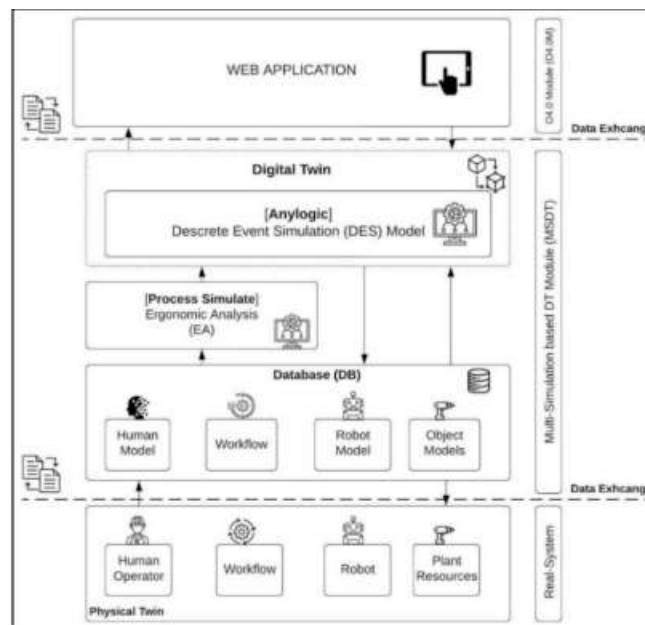 WEB APPLICATION
O4.0 Module (O4.0M)
Data Exhcang
Digital Twin
[Anylogic]
Descrete Event Simulation (DES) Model
[Process Simulate]
Ergonomic Analysis
(EA)
Multi-Simulation based DT Module (MSDT)
Database (DB)
Human
Model
Workflow
Robot
Model
Object
Models
Data Exhcang
Human
Operator
Workflow
Robot
Plant
Resources
Physical Twin
Real-System